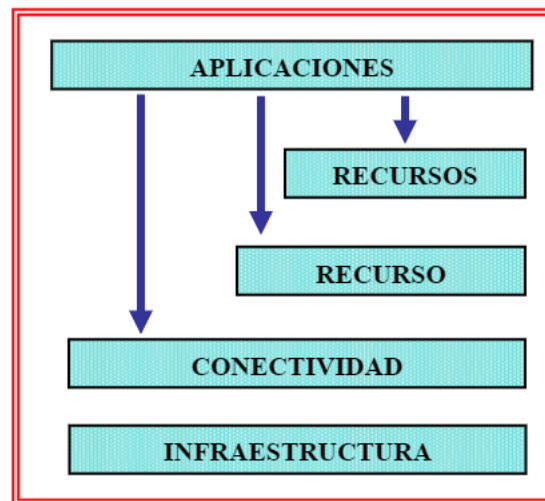 APLICACIONES
RECURSOS
RECURSO
CONECTIVIDAD
INFRAESTRUCTURA